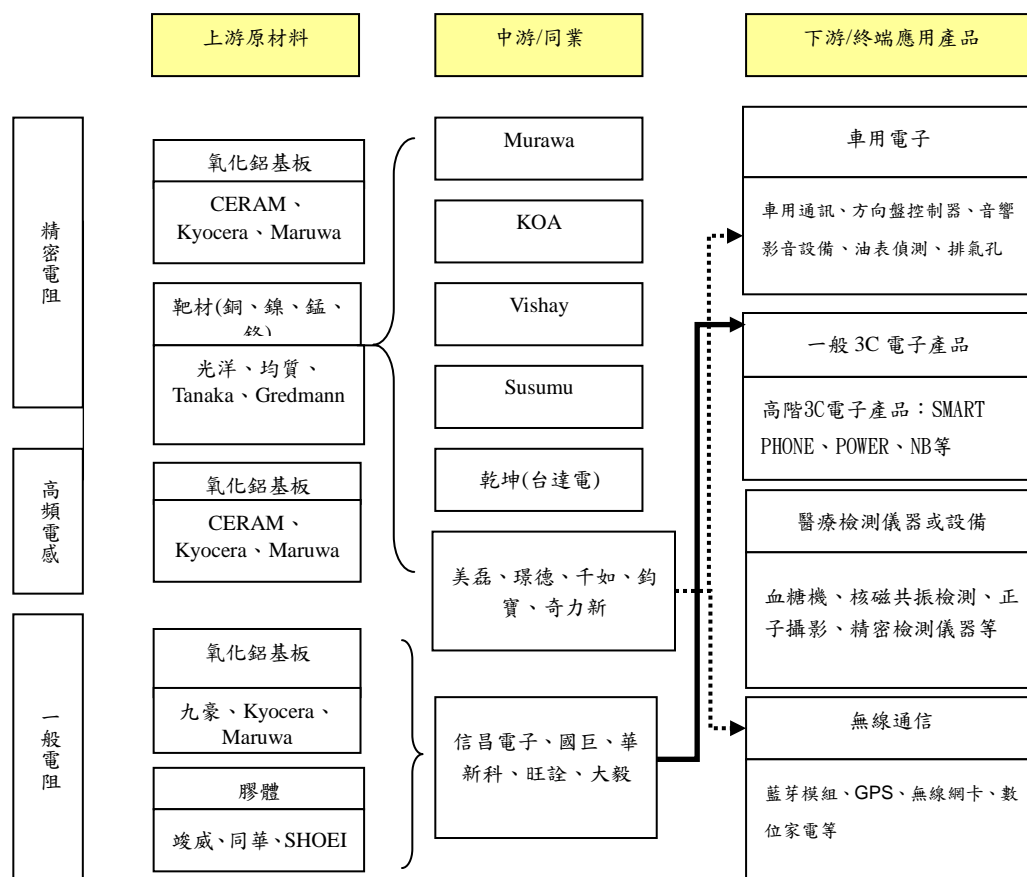 上游原材料
中游/同業
下游/終端應用產品
精密電阻
氧化鋁基板
CERAM、
Kyocera、Maruwa
靶材(銅、鎳、錳、
光洋、均質、
Tanaka、Gredmann
高頻電感
氧化鋁基板
CERAM、
Kyocera、Maruwa
一般電阻
氧化鋁基板
九豪、Kyocera、
Maruwa
膠體
竣威、同華、SHOEI
Murawa
KOA
Vishay
Susumu
乾坤(台達電)
美磊、璟德、千如、鈞
寶、奇力新
信昌電子、國巨、華
新科、旺詮、大毅
車用電子
車用通訊、方向盤控制器、音響
影音設備、油表偵測、排氣孔
一般 3C 電子產品
高階3C電子產品：SMART
PHONE、POWER、NB等
醫療檢測儀器或設備
血糖機、核磁共振檢測、正
子攝影、精密檢測儀器等
無線通信
藍芽模組、GPS、無線網卡、數
位家電等